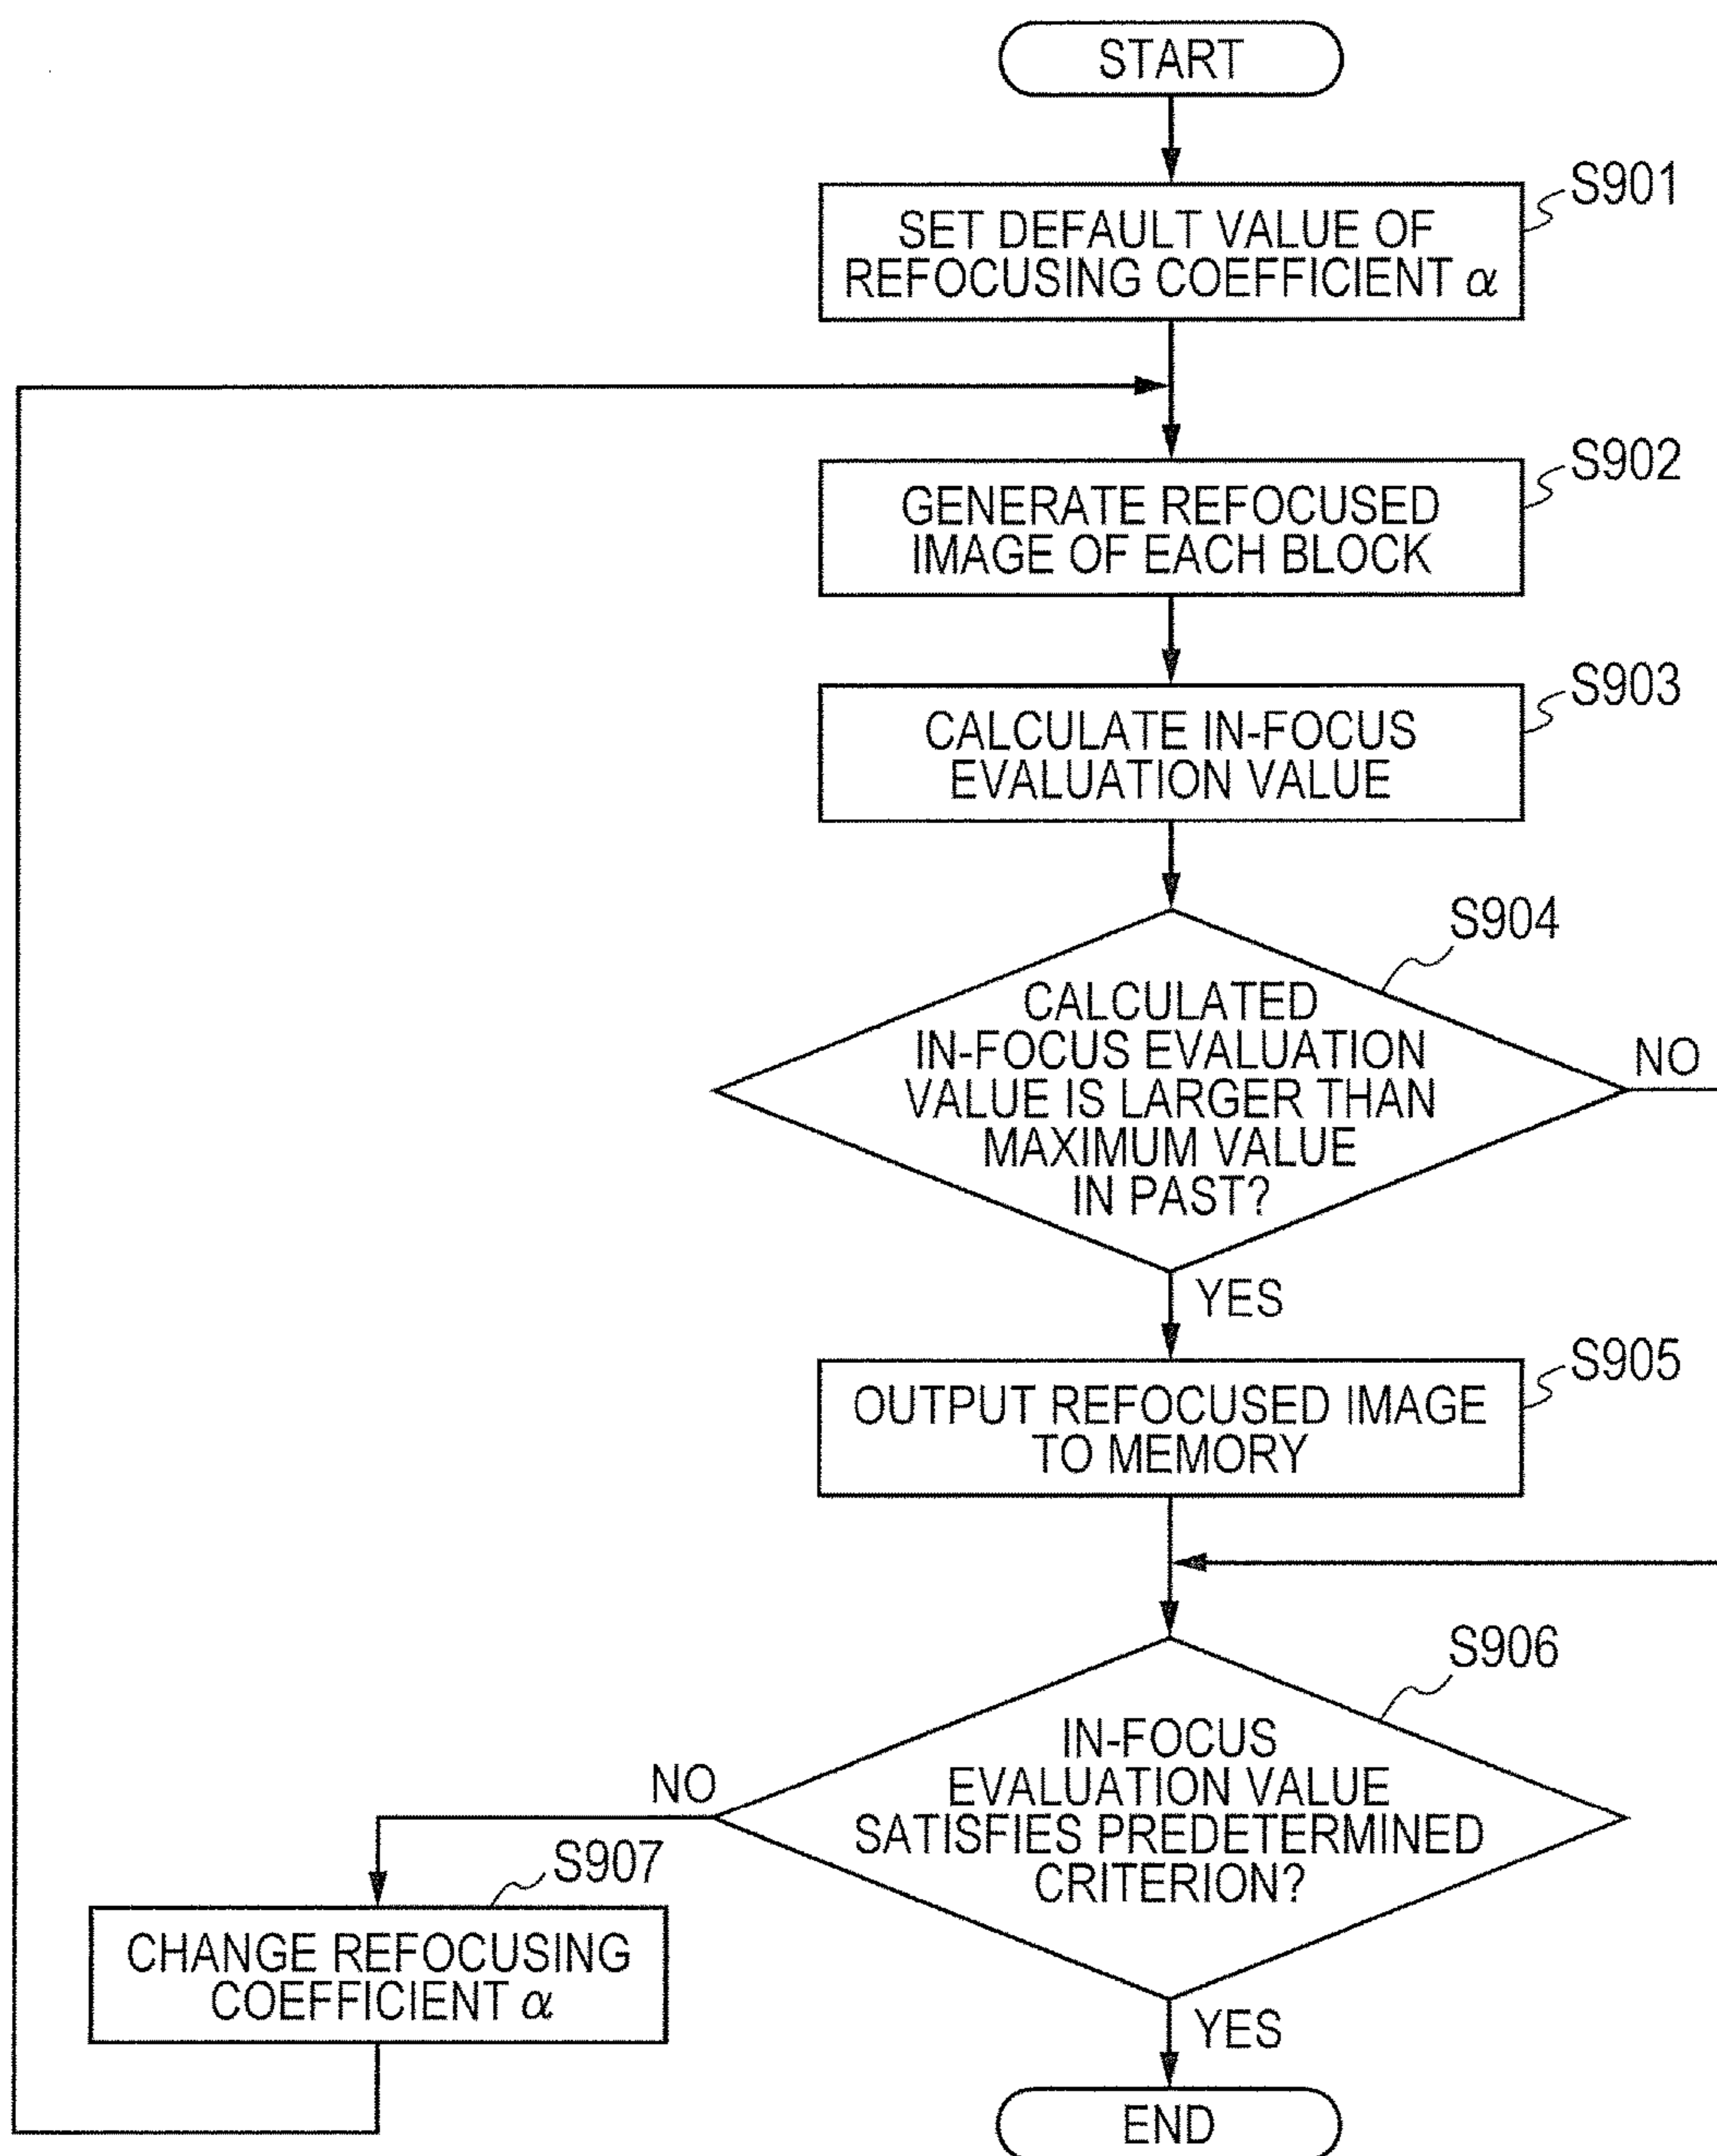 START
S901
SET DEFAULT VALUE OF
REFOCUSING COEFFICIENT α
S902
GENERATE REFOCUSED
IMAGE OF EACH BLOCK
S903
CALCULATE IN-FOCUS
EVALUATION VALUE
S904
CALCULATED
IN-FOCUS EVALUATION
VALUE IS LARGER THAN
MAXIMUM VALUE
IN PAST?
NO
YES
S905
OUTPUT REFOCUSED IMAGE
TO MEMORY
S906
IN-FOCUS
EVALUATION VALUE
SATISFIES PREDETERMINED
CRITERION?
NO
S907
CHANGE REFOCUSING
COEFFICIENT α
YES
END